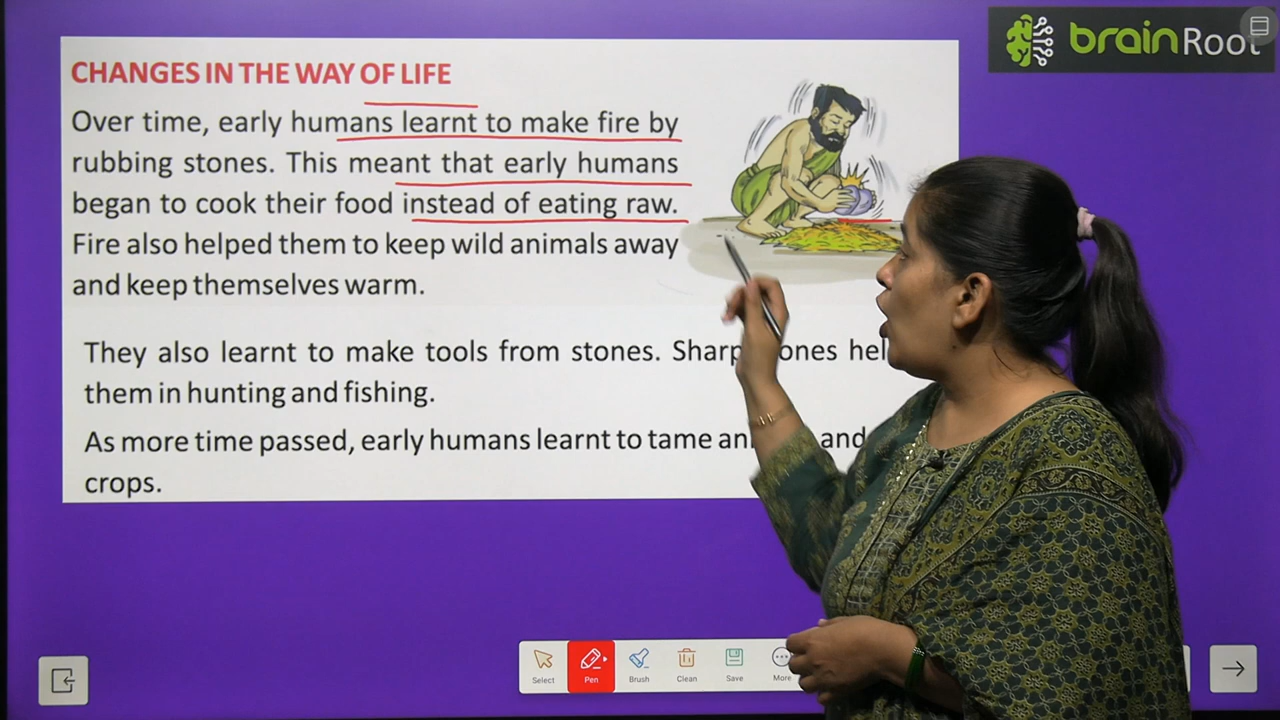 brainRoot
CHANGES IN THE WAY OF LIFE
Over time, early humans learnt to make fire by
rubbing stones. This meant that early humans
began to cook their food instead of eating raw.
Fire also helped them to keep wild animals away
and keep themselves warm.
They also learnt to make tools from stones.
them in hunting and fishing.
As more time passed, early humans learnt to tame and
crops.
Select Pen Brush Clean Save More